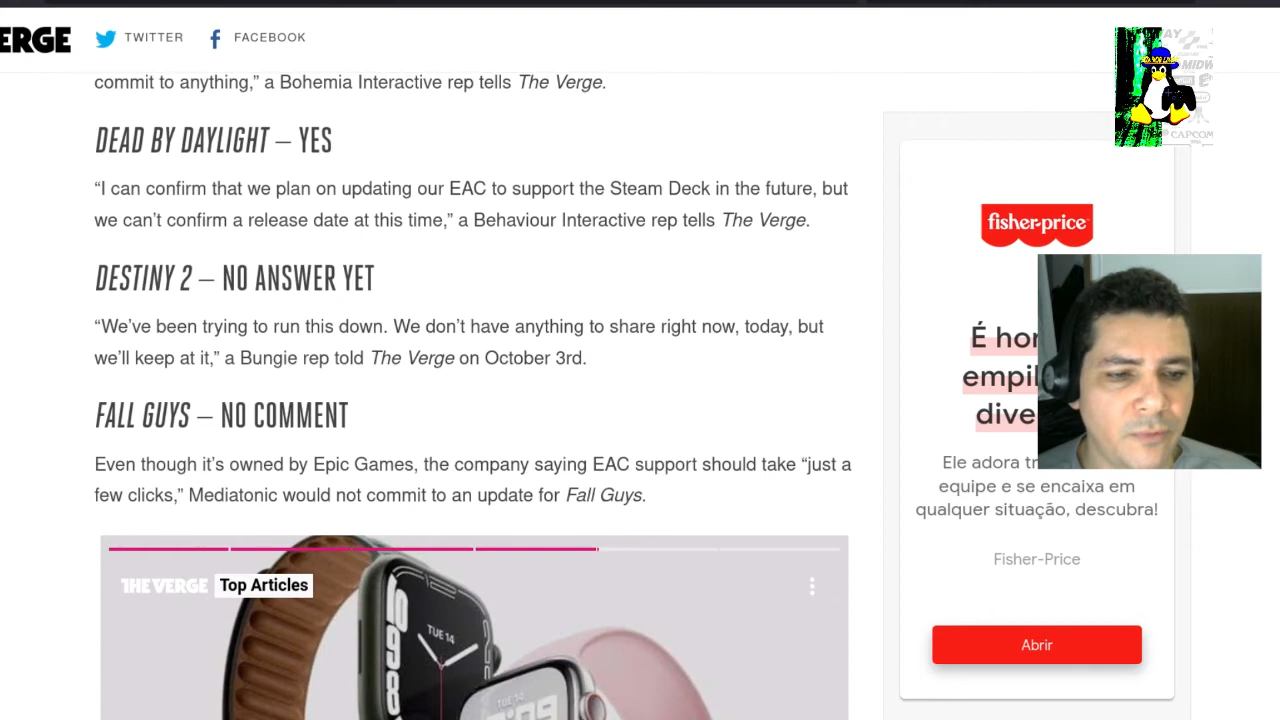 ERGE
TWITTER
FACEBOOK
commit to anything,” a Bohemia Interactive rep tells The Verge.
DEAD BY DAYLIGHT – YES
“I can confirm that we plan on updating our EAC to support the Steam Deck in the future, but
we can’t confirm a release date at this time,” a Behaviour Interactive rep tells The Verge.
DESTINY 2 – NO ANSWER YET
“We’ve been trying to run this down. We don’t have anything to share right now, today, but
we’ll keep at it,” a Bungie rep told The Verge on October 3rd.
FALL GUYS – NO COMMENT
Even though it’s owned by Epic Games, the company saying EAC support should take “just a
few clicks,” Mediatonic would not commit to an update for Fall Guys.
THE VERGE Top Articles
TUE 14
TUE 14
MIDW
CAPCOM
fisher-price
É hor
empil
dive
Ele adora tr
equipe e se encaixa em
qualquer situação, descubra!
Fisher-Price
Abrir